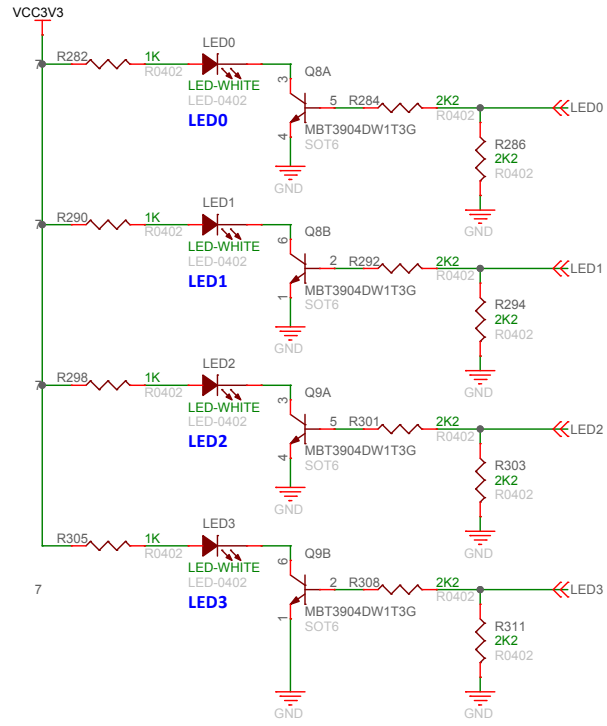 VCC3V3
R282 1K LED0
7 R0402
LED-WHITE
LED-0402
LED0
3 Q8A
5 R284 2K2 LED0
R0402
MBT3904DW1T3G
4 SOT6
GND
R286
2K2
R0402
GND
R290 1K LED1
7 R0402
LED-WHITE
LED-0402
LED1
6 Q8B
2 R292 2K2 LED1
R0402
MBT3904DW1T3G
1 SOT6
GND
R294
2K2
R0402
GND
R298 1K LED2
7 R0402
LED-WHITE
LED-0402
LED2
3 Q9A
5 R301 2K2 LED2
R0402
MBT3904DW1T3G
4 SOT6
GND
R303
2K2
R0402
GND
R305 1K LED3
R0402
LED-WHITE
LED-0402
LED3
6 Q9B
7
2 R308 2K2 LED3
R0402
MBT3904DW1T3G
1 SOT6
GND
R311
2K2
R0402
GND